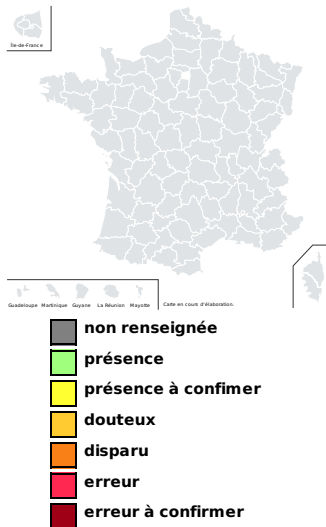 Île-de-France
Guadeloupe Martinique Guyane La Réunion Mayotte Carte en cours d'élaboration.
non renseignée
présence
présence à confimer
douteux
disparu
erreur
erreur à confirmer